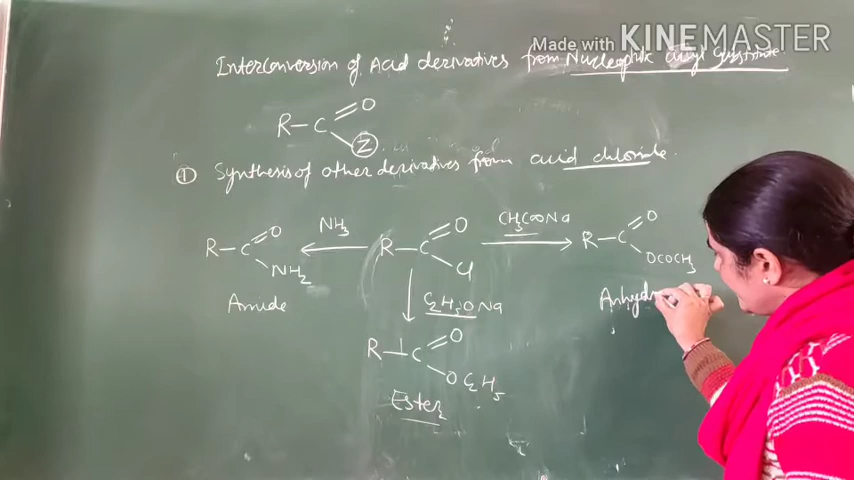 Made with KINEMASTER
Interconversion of Acid derivatives from Nucleophilic acyl
R-C
O
Z
① Synthesis of other derivatives from acid chloride.
R-C
O
NH2
NH3
R-C
O
Cl
CH3COONa
R-C
O
OCOCH3
Amide
C2H5ONa
Anhyd
R-C
O
OC2H5
Ester